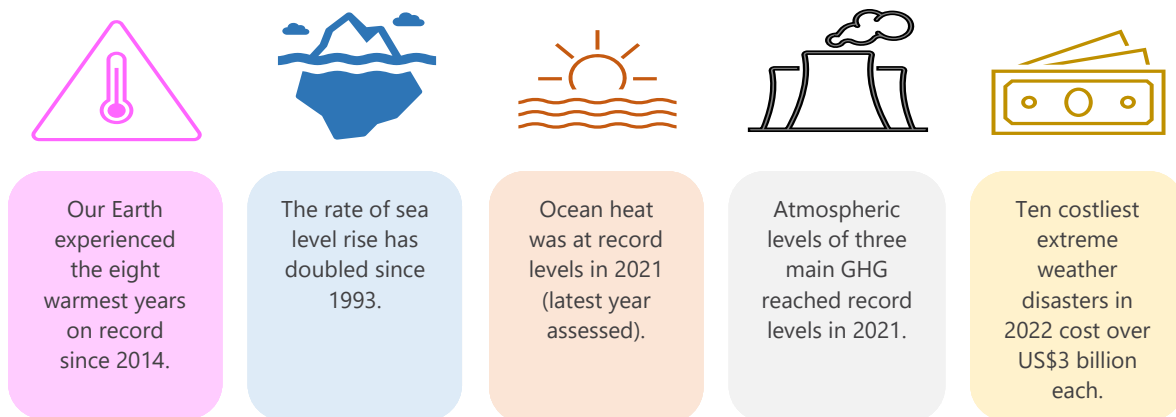 Our Earth
experienced
the eight
warmest years
on record
since 2014.
The rate of sea
level rise has
doubled since
1993.
Ocean heat
was at record
levels in 2021
(latest year
assessed).
Atmospheric
levels of three
main GHG
reached record
levels in 2021.
Ten costliest
extreme
weather
disasters in
2022 cost over
US$3 billion
each.